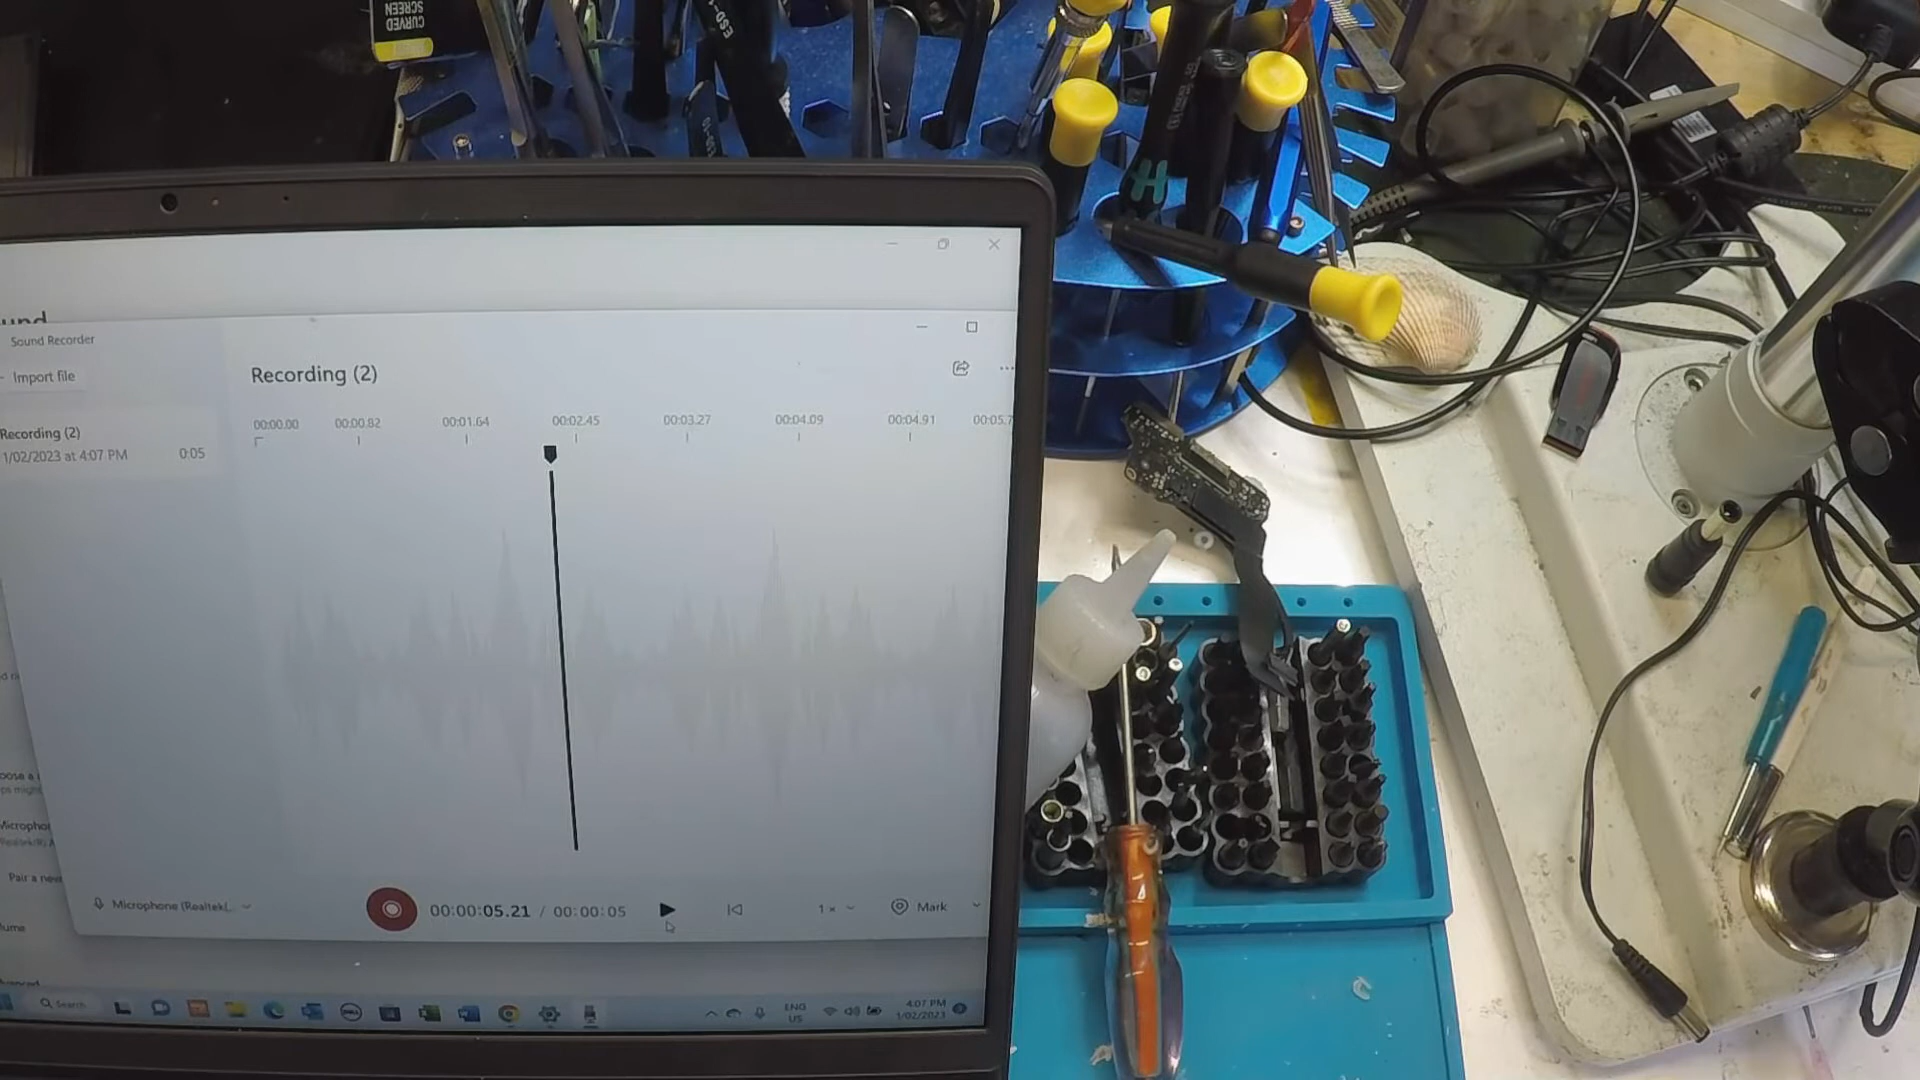 CURVED
SCREEN
Sound Recorder
Import file
Recording (2)
00:00.00 00:00.82 00:01.64 00:02.45 00:03.27 00:04.09 00:04.91
Recording (2)
1/02/2023 at 4:07 PM 0:05
Microphone (Realtek(...
00:00:05.21 / 00:00:05
1x
Mark
Pair a new
Search
ENG
US
4:07 PM
1/02/2023